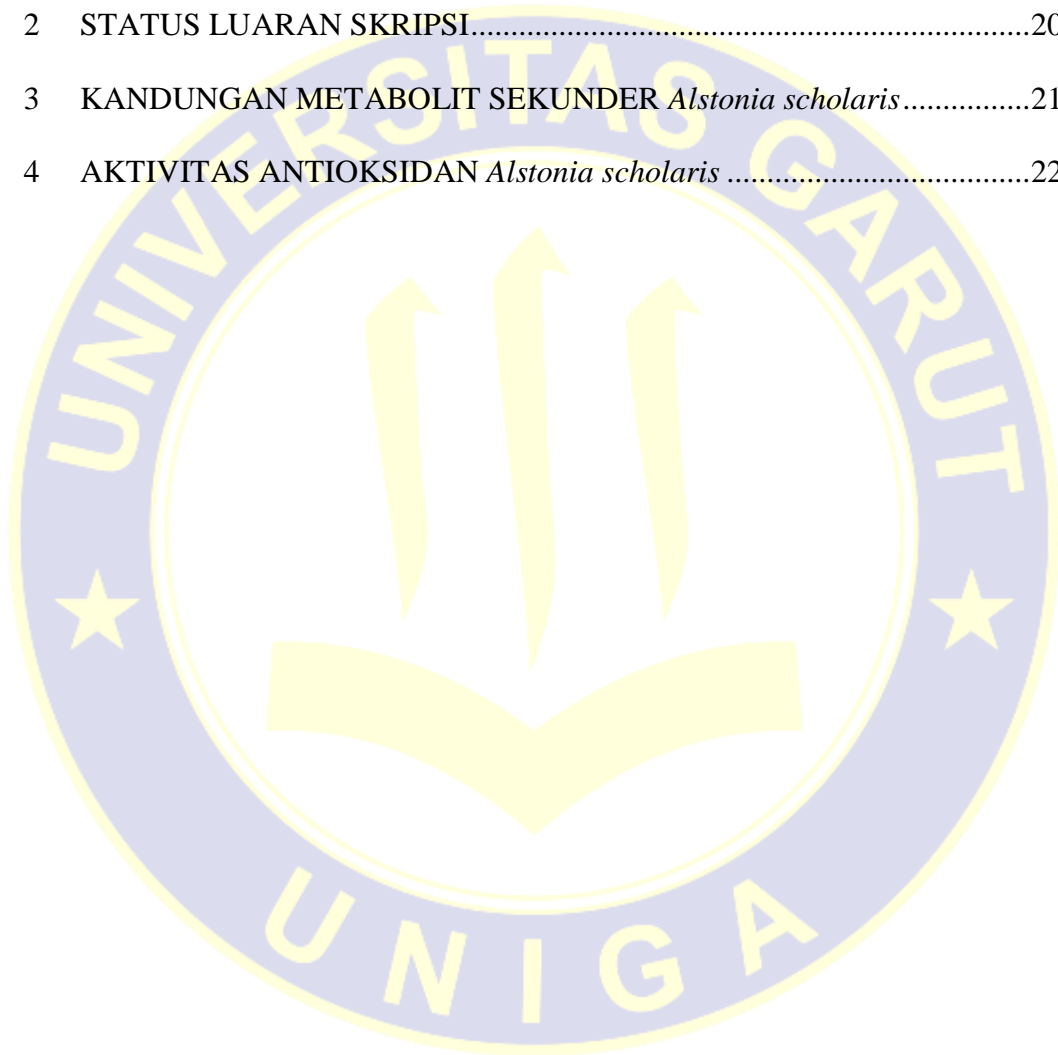 2 STATUS LUARAN SKRIPSI..................................................................................20
3 KANDUNGAN METABOLIT SEKUNDER Alstonia scholaris................21
4 AKTIVITAS ANTIOKSIDAN Alstonia scholaris ...................................22
UNIVERSITAS GARUT
UNIGA